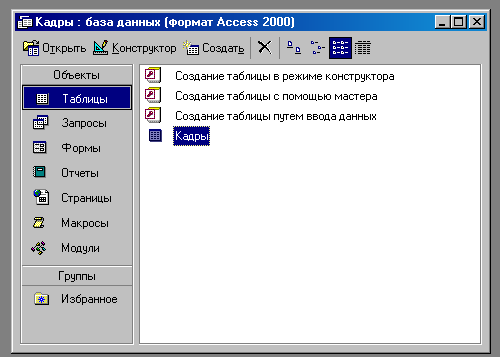 Кадры : база данных (формат Access 2000)
Открыть Конструктор Создать
Объекты
Таблицы
Запросы
Формы
Отчеты
Страницы
Макросы
Модули
Группы
Избранное
Создание таблицы в режиме конструктора
Создание таблицы с помощью мастера
Создание таблицы путем ввода данных
Кадры